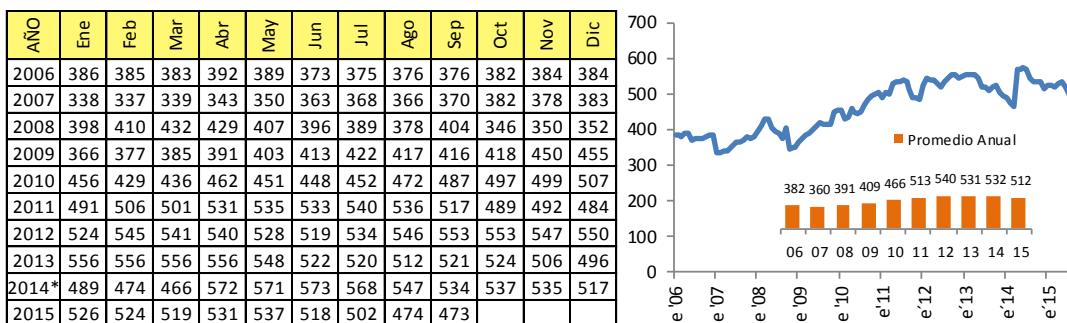 AÑO Ene Feb Mar Abr May Jun Jul Ago Sep Oct Nov Dic
2006 386 385 383 392 389 373 375 376 376 382 384 384
2007 338 337 339 343 350 363 368 366 370 382 378 383
2008 398 410 432 429 407 396 389 378 404 346 350 352
2009 366 377 385 391 403 413 422 417 416 418 450 455
2010 456 429 436 462 451 448 452 472 487 497 499 507
2011 491 506 501 531 535 533 540 536 517 489 492 484
2012 524 545 541 540 528 519 534 546 553 553 547 550
2013 556 556 556 556 548 522 520 512 521 524 506 496
2014* 489 474 466 572 571 573 568 547 534 537 535 517
2015 526 524 519 531 537 518 502 474 473
700
600
500
400
300
200
100
0
Promedio Anual
382 360 391 409 466 513 540 531 532 512
06 07 08 09 10 11 12 13 14 15
e'06 e'07 e'08 e'09 e'10 e'11 e'12 e'13 e'14 e'15